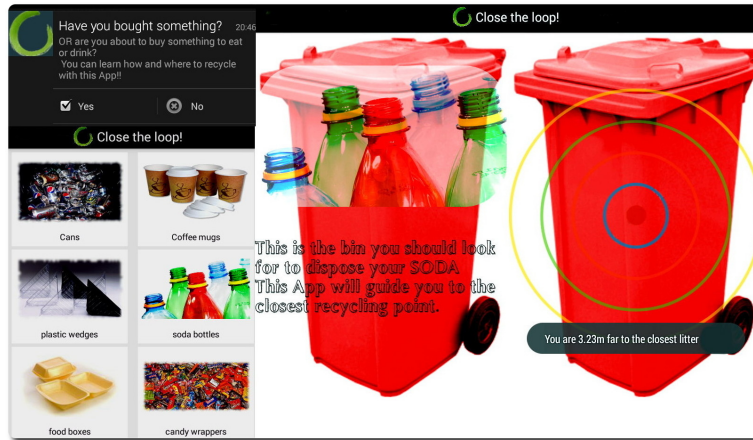 Have you bought something? 20:46
OR are you about to buy something to eat
or drink?
You can learn how and where to recycle
with this App!!
Yes No
Close the loop!
Cans Coffee mugs
plastic wedges soda bottles
food boxes candy wrappers
Close the loop!
This is the bin you should look
for to dispose your SODA
This App will guide you to the
closest recycling point.
You are 3.23m far to the closest litter